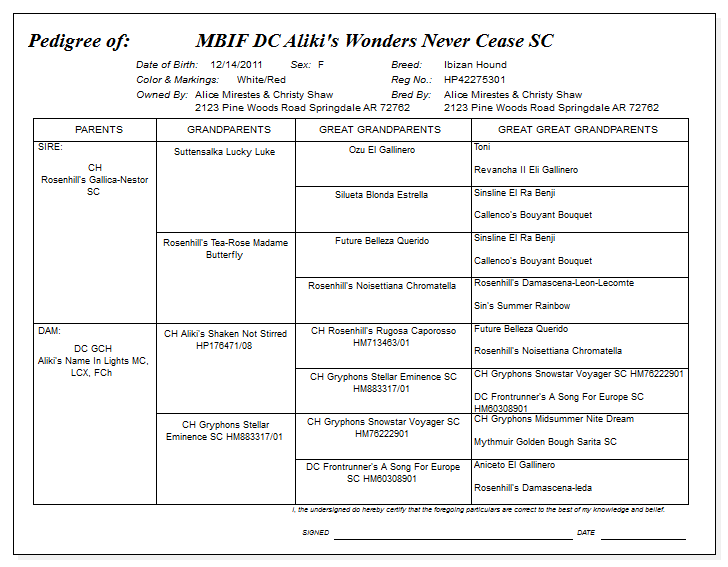 Pedigree of: MBIF DC Aliki's Wonders Never Cease SC
Date of Birth: 12/14/2011 Sex: F Breed: Ibizan Hound
Color & Markings: White/Red Reg No.: HP42275301
Owned By: Alice Mirestes & Christy Shaw Bred By: Alice Mirestes & Christy Shaw
2123 Pine Woods Road Springdale AR 72762 2123 Pine Woods Road Springdale AR 72762
PARENTS GRANDPARENTS GREAT GRANDPARENTS GREAT GREAT GRANDPARENTS
SIRE:
CH
Rosenhill's Gallica-Nestor
SC
Suttensalka Lucky Luke
Ozu El Gallinero
Toni
Revancha II Eli Gallinero
Silueta Blonda Estrella
Sinsline El Ra Benji
Callenco's Bouyant Bouquet
Rosenhill's Tea-Rose Madame
Butterfly
Future Belleza Querido
Sinsline El Ra Benji
Callenco's Bouyant Bouquet
Rosenhill's Noisettiana Chromatella
Rosenhill's Damascena-Leon-Lecomte
Sin's Summer Rainbow
DAM:
DC GCH
Aliki's Name In Lights MC,
LCX, FCh
CH Aliki's Shaken Not Stirred
HP176471/08
CH Rosenhill's Rugosa Caporosso
HM713463/01
Future Belleza Querido
Rosenhill's Noisettiana Chromatella
CH Gryphons Stellar Eminence SC
HM883317/01
CH Gryphons Snowstar Voyager SC HM76222901
DC Frontrunner's A Song For Europe SC
HM60308901
CH Gryphons Stellar
Eminence SC HM883317/01
CH Gryphons Snowstar Voyager SC
HM76222901
CH Gryphons Midsummer Nite Dream
Mythmuir Golden Bough Sarita SC
DC Frontrunner's A Song For Europe
SC HM60308901
Aniceto El Gallinero
Rosenhill's Damascena-leda
I, the undersigned do hereby certify that the foregoing particulars are correct to the best of my knowledge and belief.
SIGNED DATE